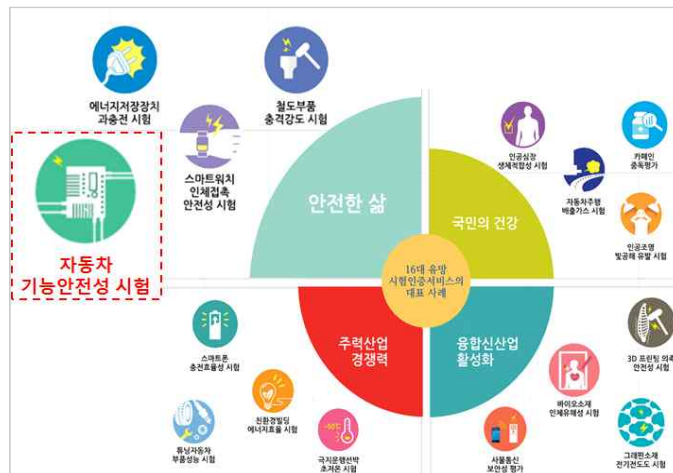 에너지저장장치
과충전 시험
철도부품
충격강도 시험
스마트워치
인체접촉
안전성 시험
자동차
기능안전성 시험
안전한 삶
인공심장
생체적합성 시험
카페인
중독평가
자동차주행
배출가스 시험
인공조명
빛공해 유발 시험
국민의 건강
16대 유망
시험인증서비스의
대표 사례
스마트폰
충전효율성 시험
친환경빌딩
에너지효율 시험
튜닝자동차
부품성능 시험
-50℃
극지운행선박
초저온 시험
주력산업
경쟁력
융합신산업
활성화
3D 프린팅 의족
안전성 시험
바이오소재
인체유해성 시험
사물통신
보안성 평가
그래핀소재
전기전도도 시험